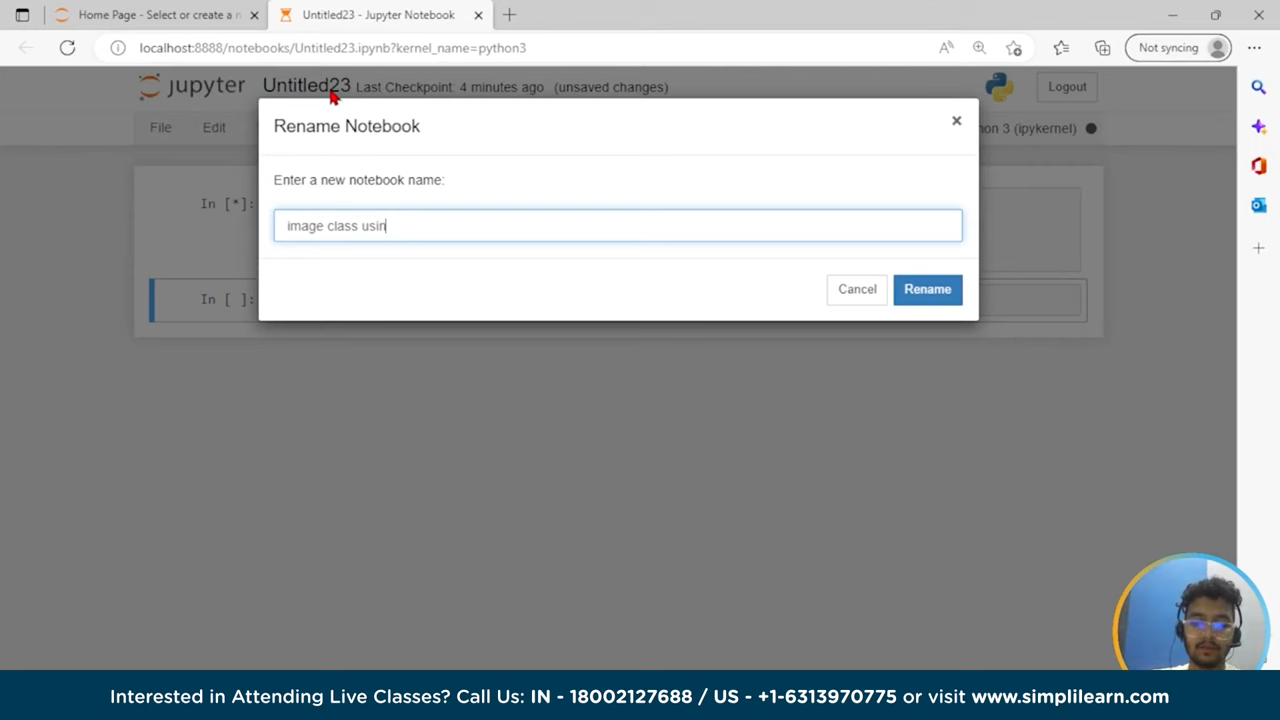 Home Page - Select or create a n
Untitled23 - Jupyter Notebook
localhost:8888/notebooks/Untitled23.ipynb?kernel_name=python3
Not syncing
jupyter Untitled23 Last Checkpoint: 4 minutes ago (unsaved changes)
Logout
Rename Notebook
File Edit
hon 3 (ipykernel)
Enter a new notebook name:
In [*]:
image class usin
Cancel Rename
In [ ]:
Interested in Attending Live Classes? Call Us: IN - 18002127688 / US - +1-6313970775 or visit www.simplilearn.com